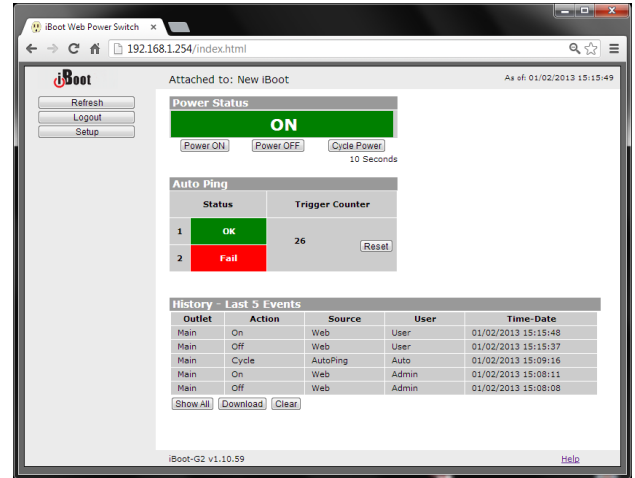 iBoot Web Power Switch ×
192.168.1.254/index.html
iBoot
Attached to: New iBoot
As of: 01/02/2013 15:15:49
Refresh
Logout
Setup
Power Status
ON
Power ON Power OFF Cycle Power
10 Seconds
Auto Ping
Status Trigger Counter
1 OK
26 Reset
2 Fail
History - Last 5 Events
Outlet Action Source User Time-Date
Main On Web User 01/02/2013 15:15:48
Main Off Web User 01/02/2013 15:15:37
Main Cycle AutoPing Auto 01/02/2013 15:09:16
Main On Web Admin 01/02/2013 15:08:11
Main Off Web Admin 01/02/2013 15:08:08
Show All Download Clear
iBoot-G2 v1.10.59
Help